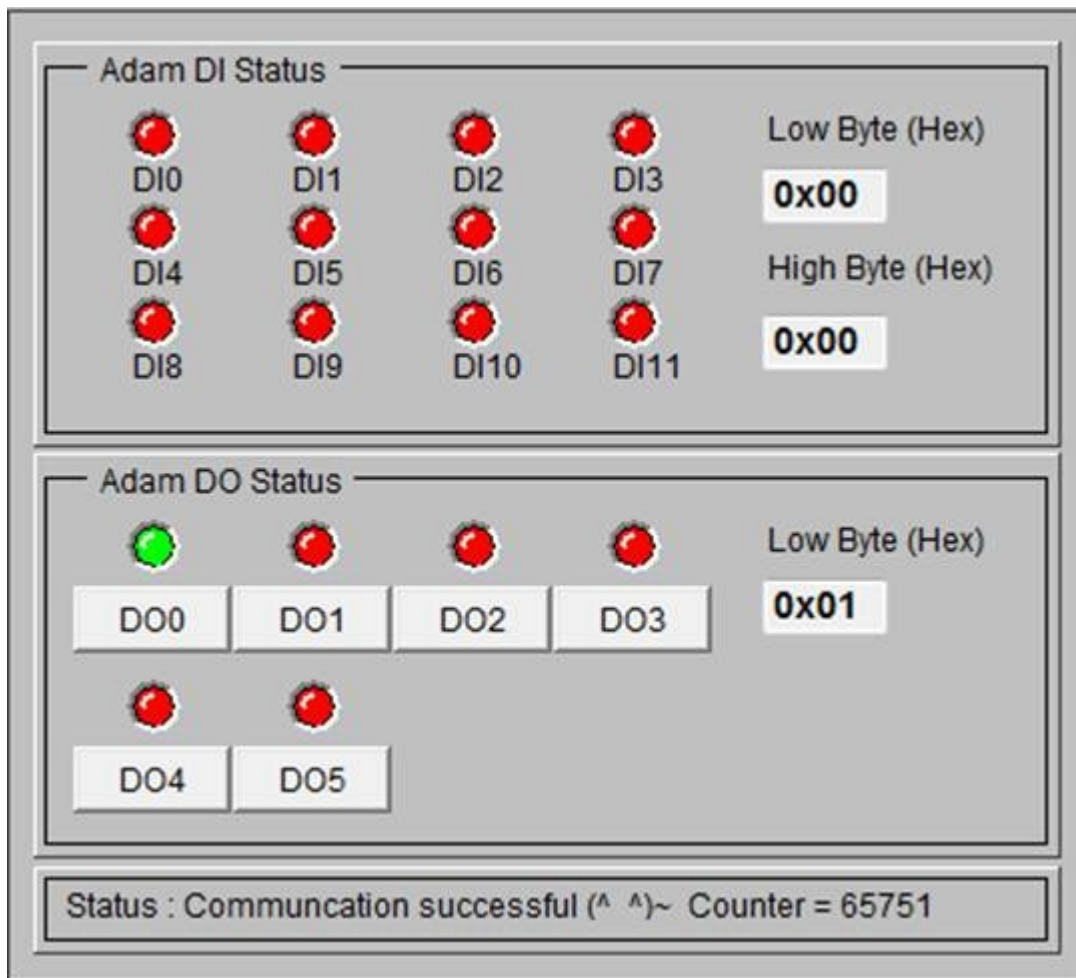 Adam DI Status
DI0 DI1 DI2 DI3
Low Byte (Hex)
0x00
DI4 DI5 DI6 DI7
High Byte (Hex)
DI8 DI9 DI10 DI11
0x00
Adam DO Status
Low Byte (Hex)
DO0 DO1 DO2 DO3
0x01
DO4 DO5
Status : Communcation successful (^ ^)~ Counter = 65751